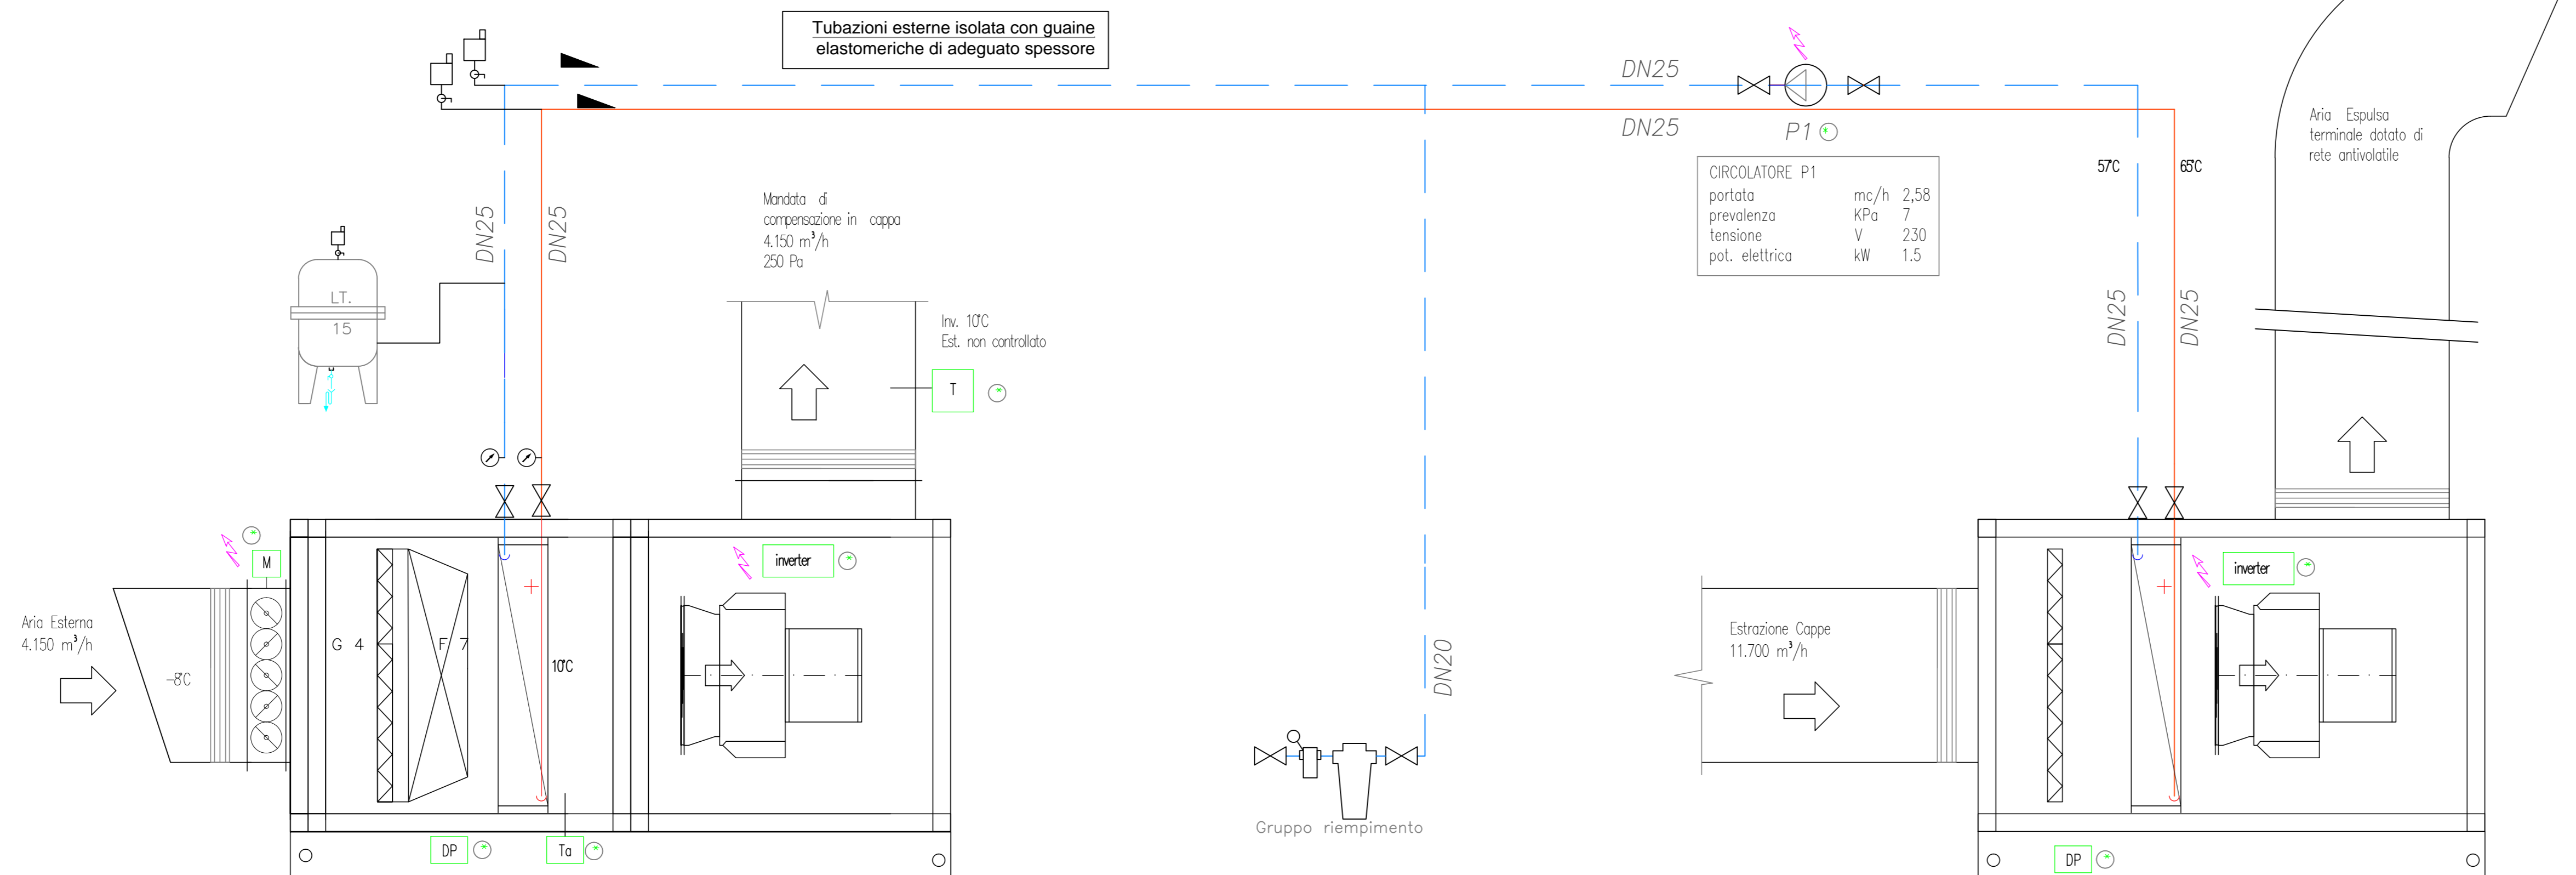 Tubazioni esterne isolata con guaine
elastomeriche di adeguato spessore
DN25
DN25
P1 *
CIRCOLATORE P1
portata mc/h 2,58
prevalenza KPa 7
tensione V 230
pot. elettrica kW 1.5
Aria Espulsa
terminale dotato di
rete antivolatile
57°C
65°C
DN25
DN25
Mandata di
compensazione in cappa
4.150 m³/h
250 Pa
DN25
DN25
LT.
15
Inv. 10°C
Est. non controllato
T *
M *
inverter *
inverter *
Aria Esterna
4.150 m³/h
-8°C
G 4
F 7
10°C
DN20
Estrazione Cappe
11.700 m³/h
Gruppo riempimento
DP *
Ta *
DP *